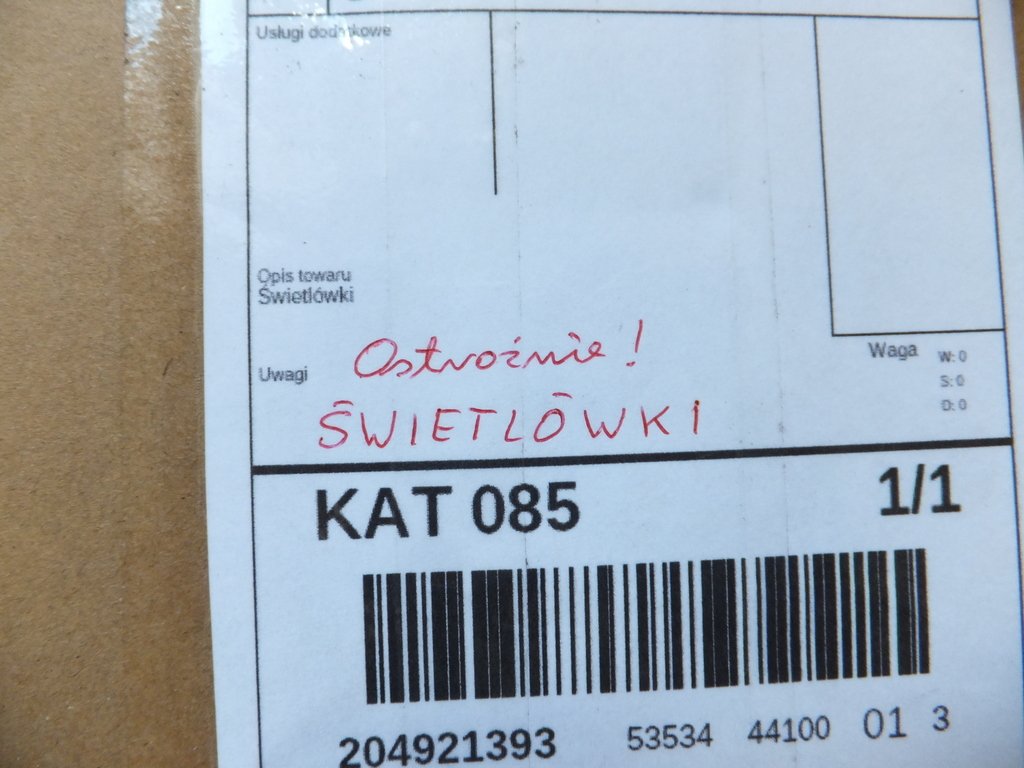 Usługi dodatkowe
Opis towaru
Świetlówki
Uwagi
Ostrożnie!
ŚWIETLÓWKI
Waga
W: 0
S: 0
D: 0
KAT 085
1/1
204921393 53534 44100 01 3